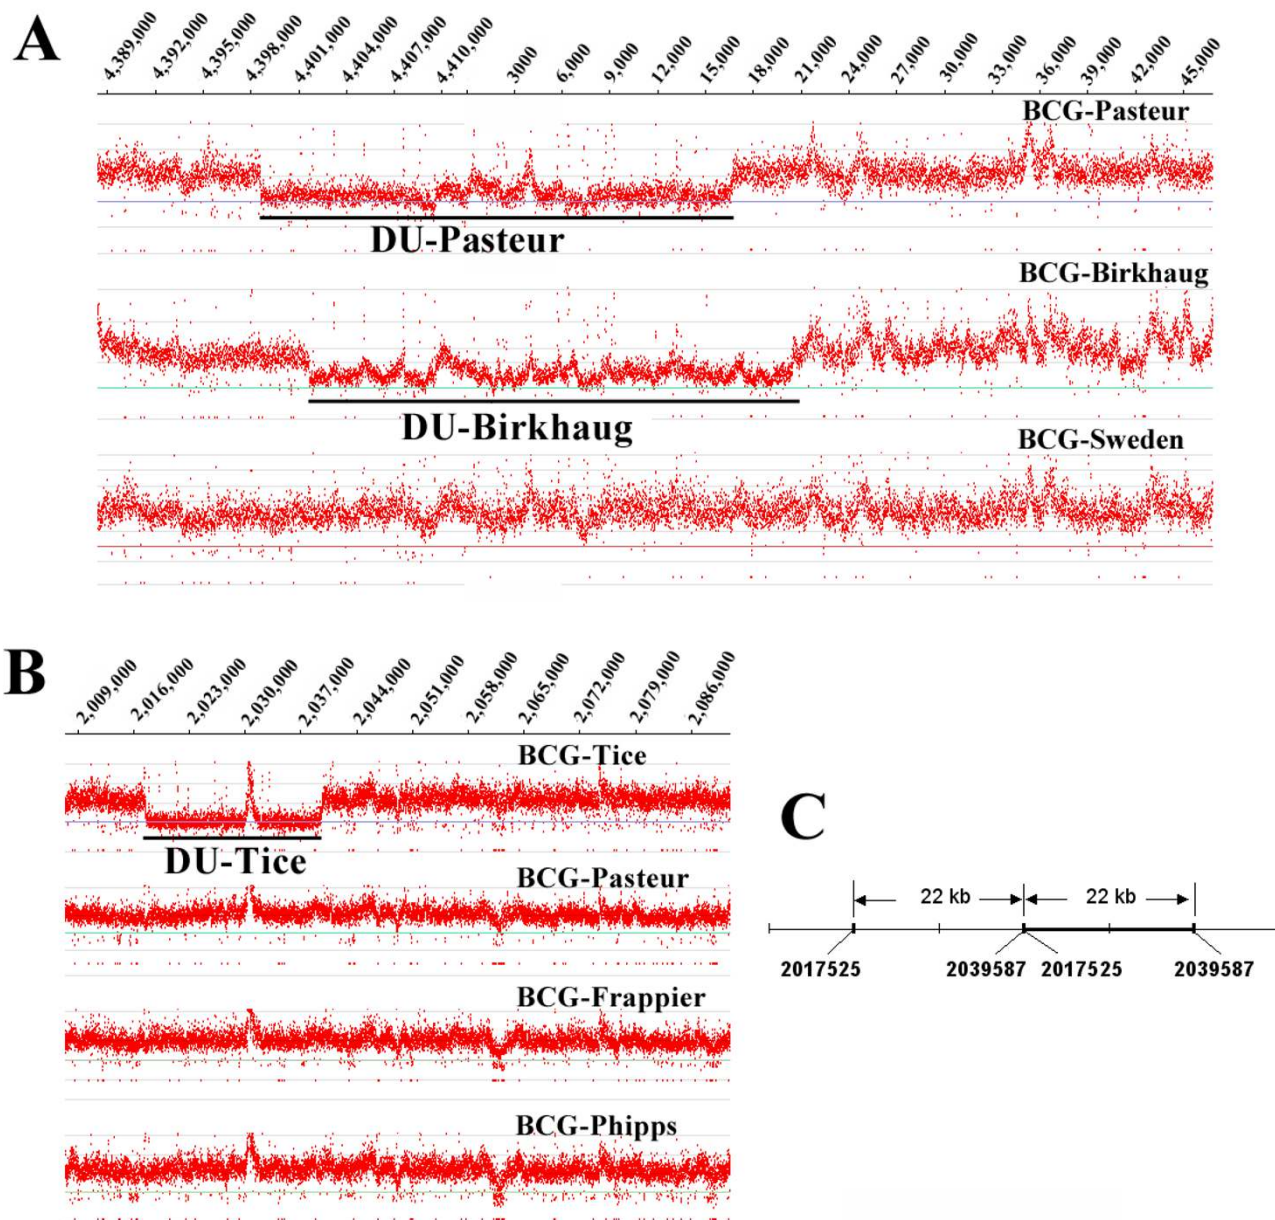 A
4,389,000 4,392,000 4,395,000 4,398,000 4,401,000 4,404,000 4,407,000 4,410,000 30000 6,000 9,000 12,000 15,000 18,000 21,000 24,000 27,000 30,000 33,000 36,000 39,000 42,000 45,000
BCG-Pasteur
DU-Pasteur
BCG-Birkhaug
DU-Birkhaug
BCG-Sweden
B
2,009,000 2,016,000 2,023,000 2,030,000 2,037,000 2,044,000 2,051,000 2,058,000 2,065,000 2,072,000 2,079,000 2,086,000
BCG-Tice
DU-Tice
BCG-Pasteur
BCG-Frappier
BCG-Phipps
C
22 kb 22 kb
2017525 2039587 2017525 2039587